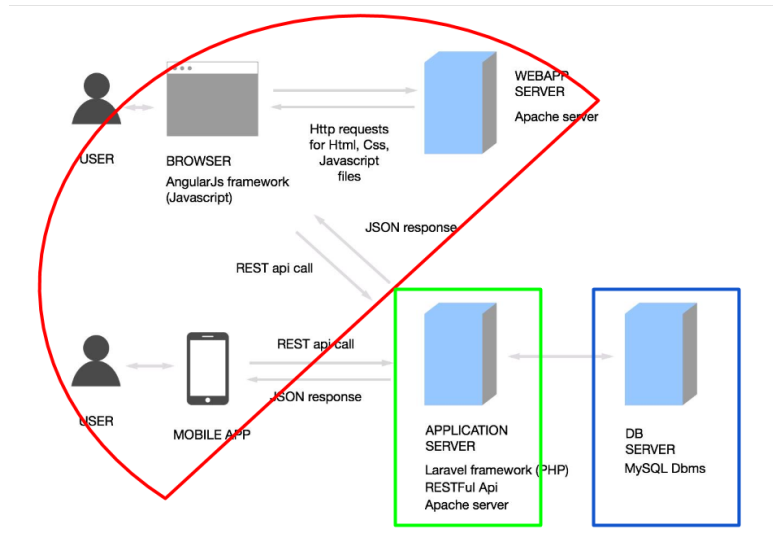 WEBAPP
SERVER
Apache server
USER
BROWSER
AngularJs framework
(Javascript)
Http requests
for Html, Css,
Javascript
files
JSON response
REST api call
REST api call
JSON response
USER
MOBILE APP
APPLICATION
SERVER
Laravel framework (PHP)
RESTFul Api
Apache server
DB
SERVER
MySQL Dbms